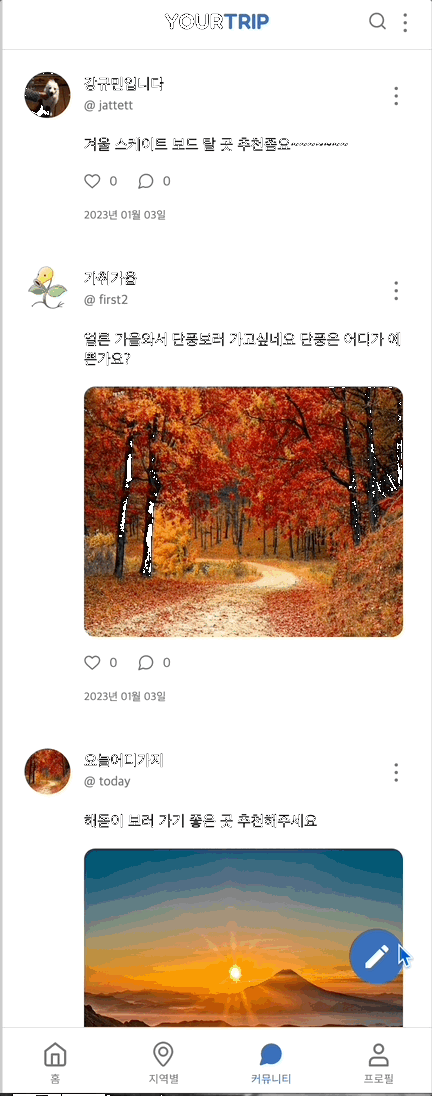 YOURTRIP
장규민입니다
@ jattett
겨울 스케이트 보드 탈 곳 추천좀요~~~~~~~~~~
0 0
2023년 01월 03일
가취가욥
@ first2
얼른 가을와서 단풍보러 가고싶네요 단풍은 어디가 예
쁜가요?
0 0
2023년 01월 03일
오늘어디가지
@ today
해돋이 보러 가기 좋은 곳 추천해주세요
홈 지역별 커뮤니티 프로필